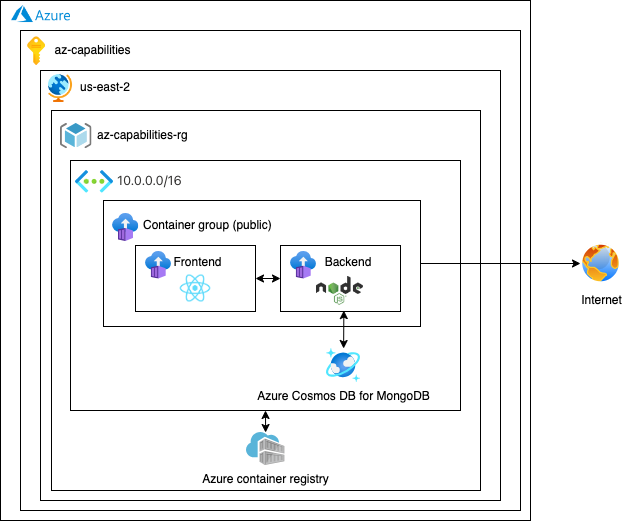 Azure
az-capabilities
us-east-2
az-capabilities-rg
10.0.0.0/16
Container group (public)
Frontend
Backend
node
JS
Internet
Azure Cosmos DB for MongoDB
Azure container registry